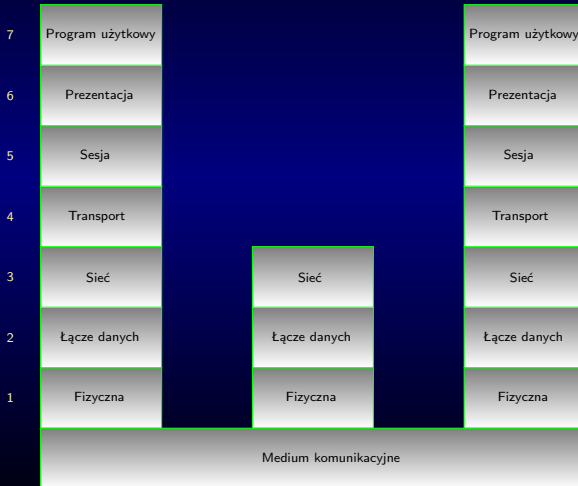 7 Program użytkowy Program użytkowy
6 Prezentacja Prezentacja
5 Sesja Sesja
4 Transport Transport
3 Sieć Sieć Sieć
2 Łącze danych Łącze danych Łącze danych
1 Fizyczna Fizyczna Fizyczna
Medium komunikacyjne